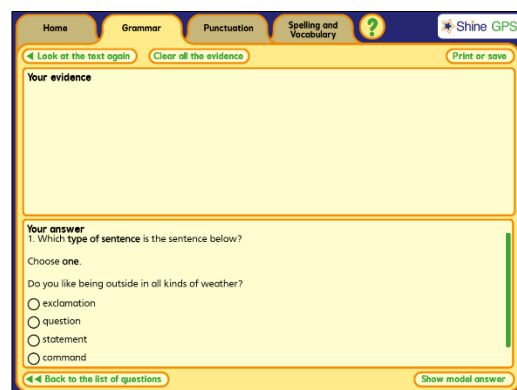 Home
Grammar
Punctuation
Spelling and
Vocabulary
?
Shine GPS
Look at the text again
Clear all the evidence
Print or save
Your evidence
Your answer
1. Which type of sentence is the sentence below?
Choose one.
Do you like being outside in all kinds of weather?
exclamation
question
statement
command
Back to the list of questions
Show model answer